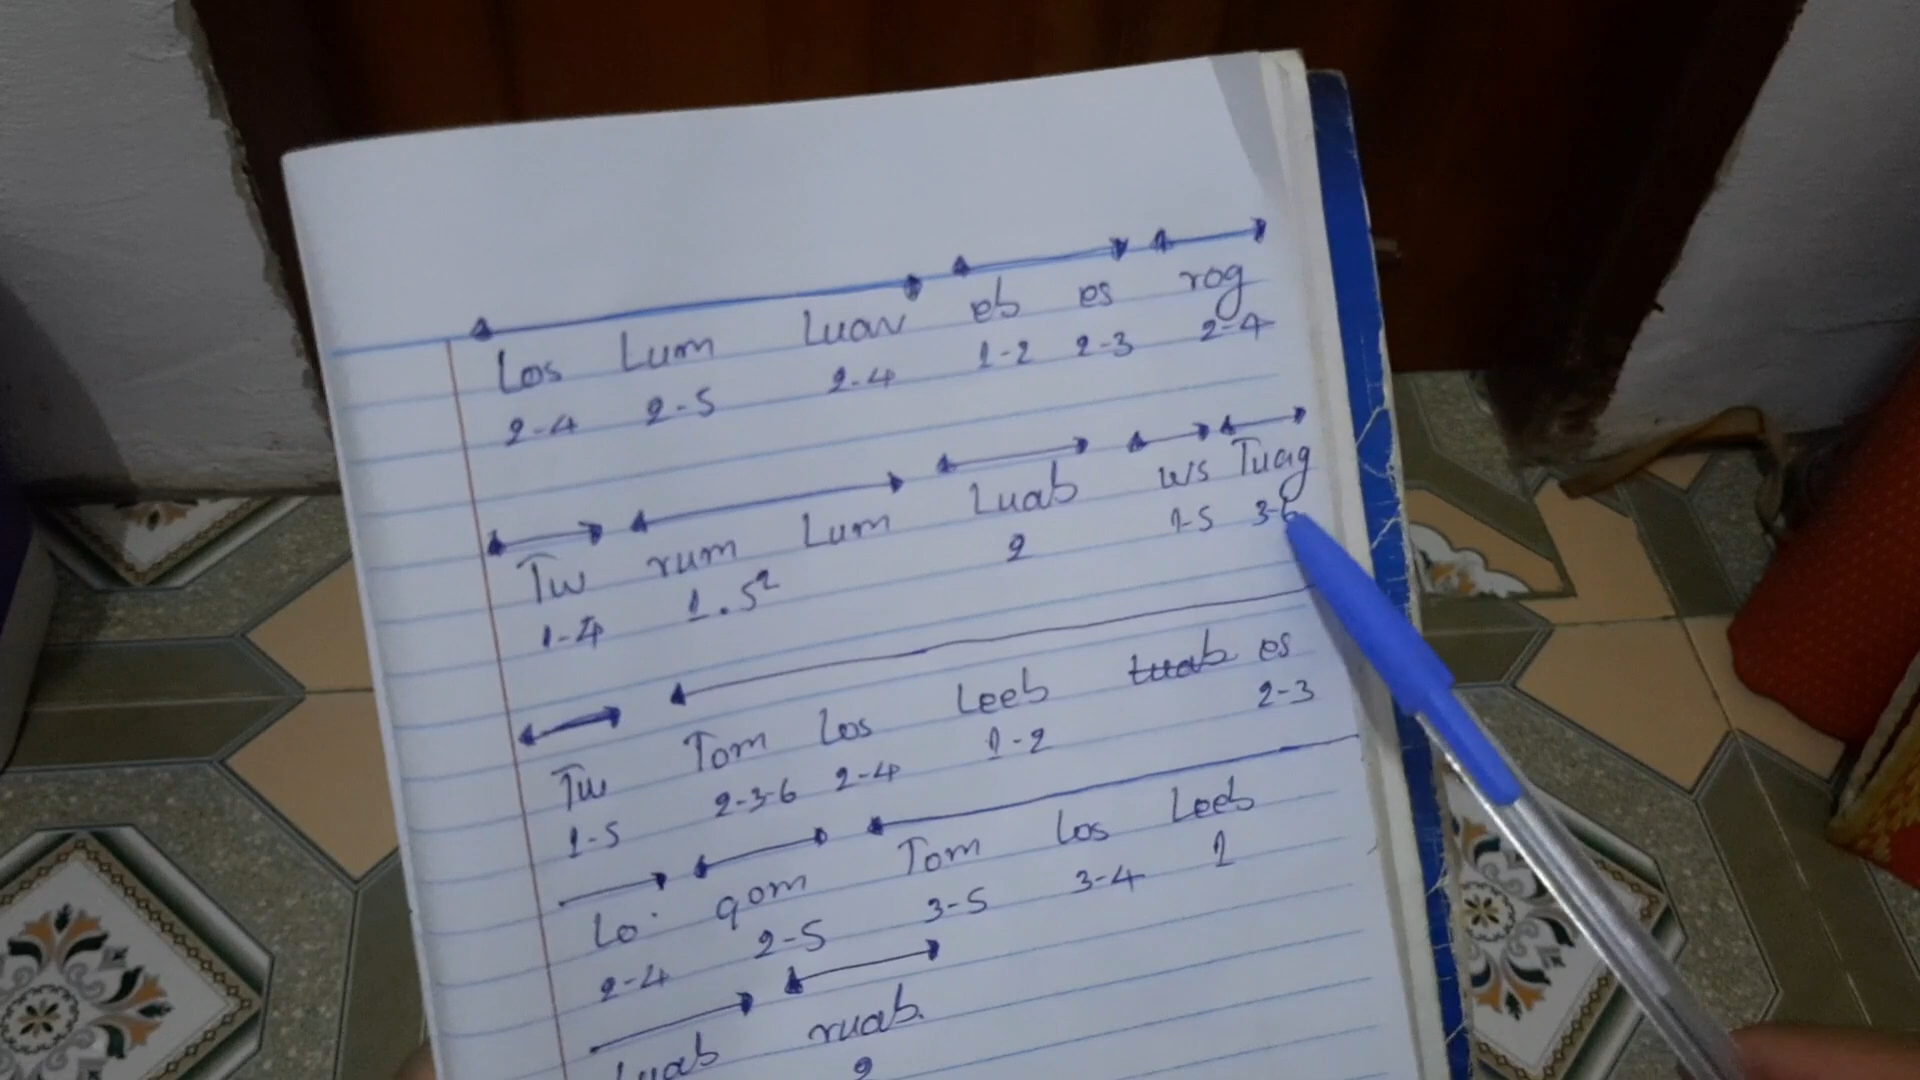 Los Lum Luav eb es rog
2-4 2-5 2-4 1-2 2-3 2-4
Tw rum Lum Luab ws Tuag
1-4 1.5² 2 1-5 3-6
Tw Tom Los Leeb tuab es
1-5 2-3-6 2-4 1-2 2-3
Lo. qom Tom Los Leeb
2-4 2-5 3-5 3-4 1
Luab ruab.
2